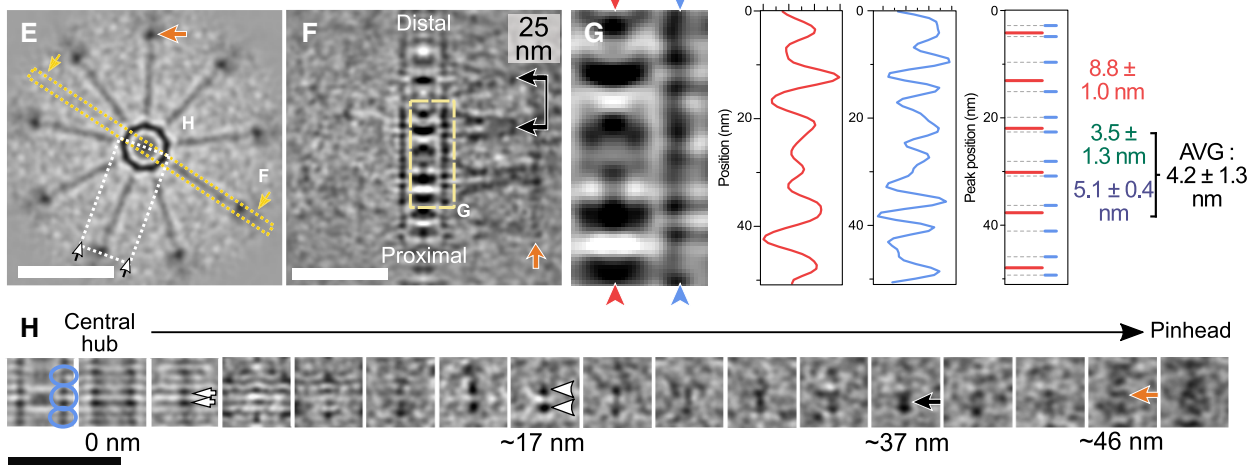 E
H
F
F
Distal
25
nm
G
Proximal
G
Position (nm)
0
20
40
0
20
40
Peak position (nm)
0
20
40
8.8 ±
1.0 nm
3.5 ±
1.3 nm
5.1 ± 0.4
nm
AVG :
4.2 ± 1.3
nm
H
Central
hub
Pinhead
0 nm
~17 nm
~37 nm
~46 nm